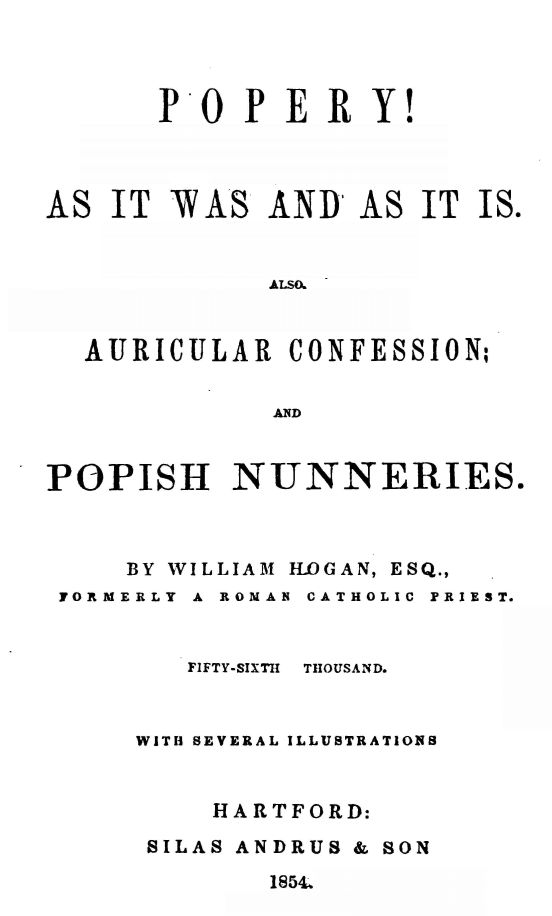 POPERY!
AS IT WAS AND AS IT IS.
ALSO.
AURICULAR CONFESSION;
AND
POPISH NUNNERIES.
BY WILLIAM HOGAN, ESQ.,
FORMERLY A ROMAN CATHOLIC PRIEST.
FIFTY-SIXTH THOUSAND.
WITH SEVERAL ILLUSTRATIONS
HARTFORD:
SILAS ANDRUS & SON
1854.